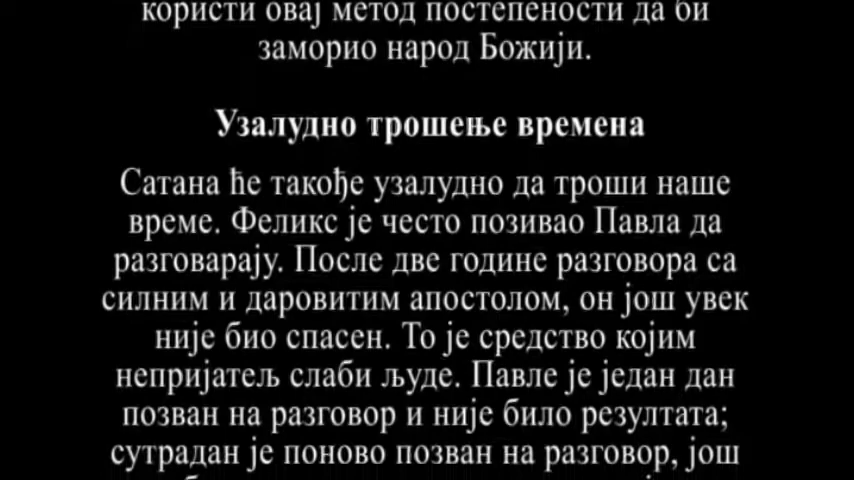 користи овај метод постепености да би
заморио народ Божији.
Узалудно трошење времена
Сатана ће такође узалудно да троши наше
време. Феликс је често позивао Павла да
разговарају. После две године разговора са
силним и даровитим апостолом, он још увек
није био спасен. То је средство којим
непријатељ слаби људе. Павле је један дан
позван на разговор и није било резултата;
сутрадан је поново позван на разговор, још